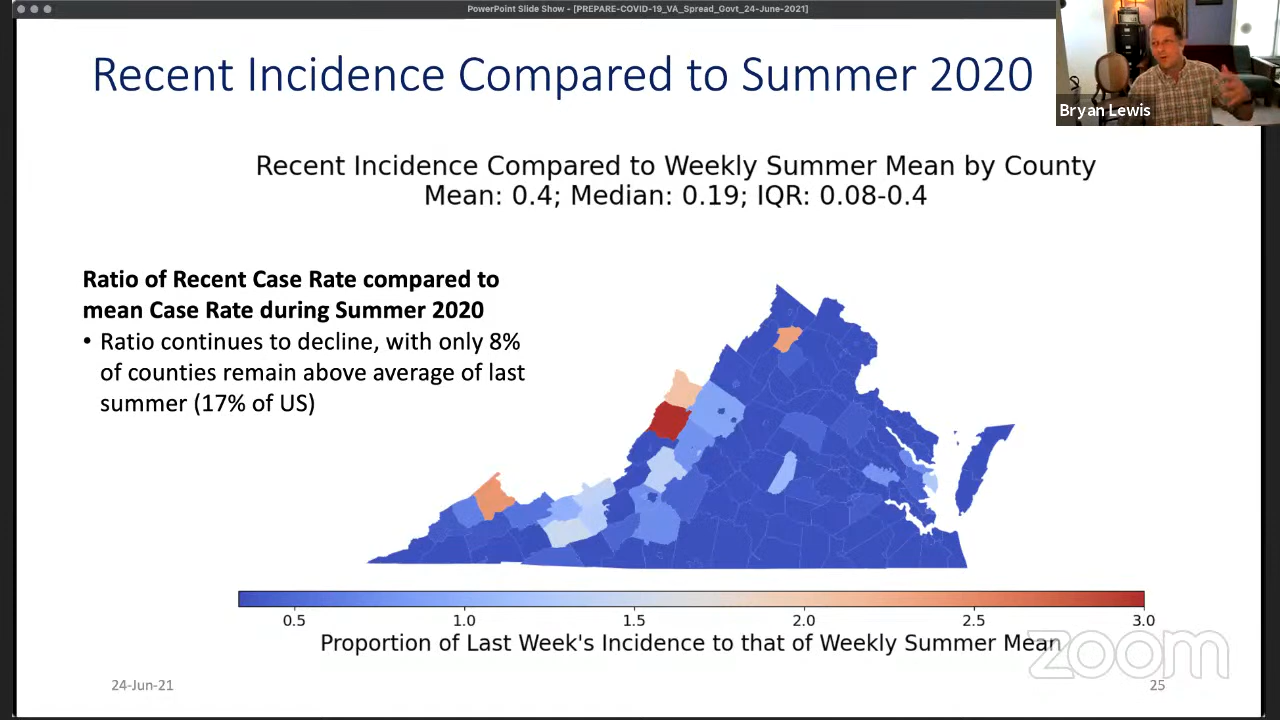 PowerPoint Slide Show - [PREPARE-COVID-19_VA_Spread_Govt_24-June-2021]
Recent Incidence Compared to Summer 2020
Bryan Lewis
Recent Incidence Compared to Weekly Summer Mean by County
Mean: 0.4; Median: 0.19; IQR: 0.08-0.4
Ratio of Recent Case Rate compared to
mean Case Rate during Summer 2020
• Ratio continues to decline, with only 8%
of counties remain above average of last
summer (17% of US)
0.5 1.0 1.5 2.0 2.5 3.0
Proportion of Last Week's Incidence to that of Weekly Summer Mean
zoom
24-Jun-21
25